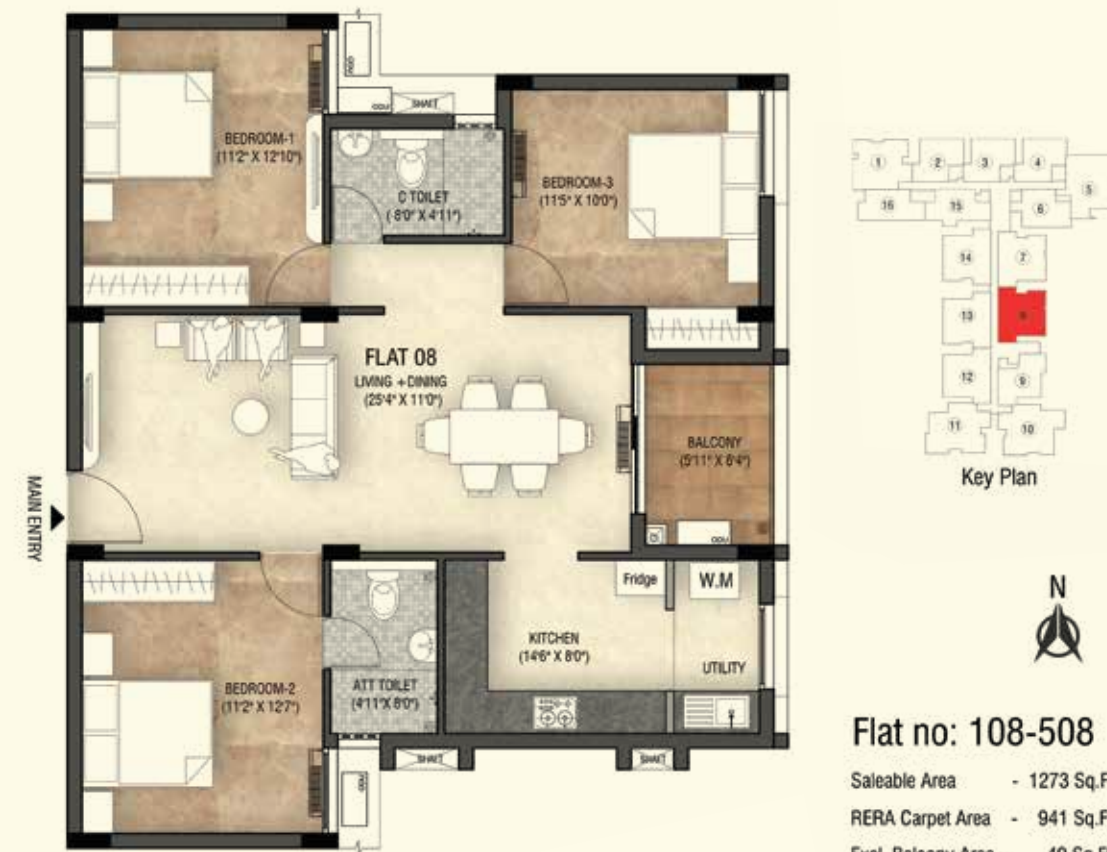 ODU
ODU
SHAFT
BEDROOM-1
(11'2" X 12'10")
C TOILET
( 8'0" X 4'11")
BEDROOM-3
(11'5" X 10'0")
FLAT 08
LIVING +DINING
(25'4" X 11'0")
BALCONY
(5'11" X 8'4")
ODU
MAIN ENTRY
Fridge
W.M
KITCHEN
(14'6" X 8'0")
UTILITY
BEDROOM-2
(11'2" X 12'7")
ATT TOILET
(4'11"X 8'0")
ODU
SHAFT
SHAFT
1
2
3
4
5
16
15
6
14
7
13
8
12
9
11
10
Key Plan
N
Flat no: 108-508
Saleable Area - 1273 Sq.F
RERA Carpet Area - 941 Sq.F